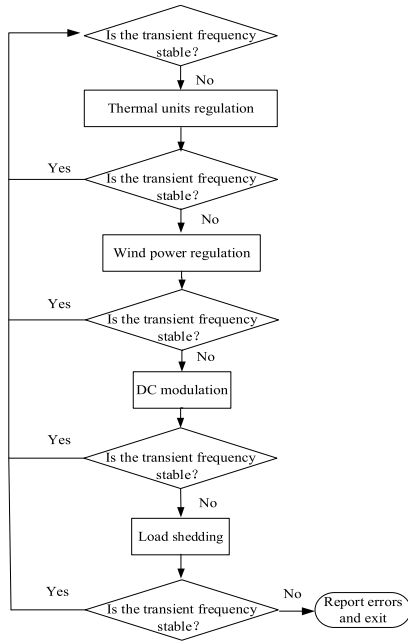 Is the transient frequency
stable？
No
Thermal units regulation
Yes
Is the transient frequency
stable？
No
Wind power regulation
Yes
Is the transient frequency
stable？
No
DC modulation
Yes
Is the transient frequency
stable？
No
Load shedding
Yes
Is the transient frequency
stable？
No
Report errors
and exit